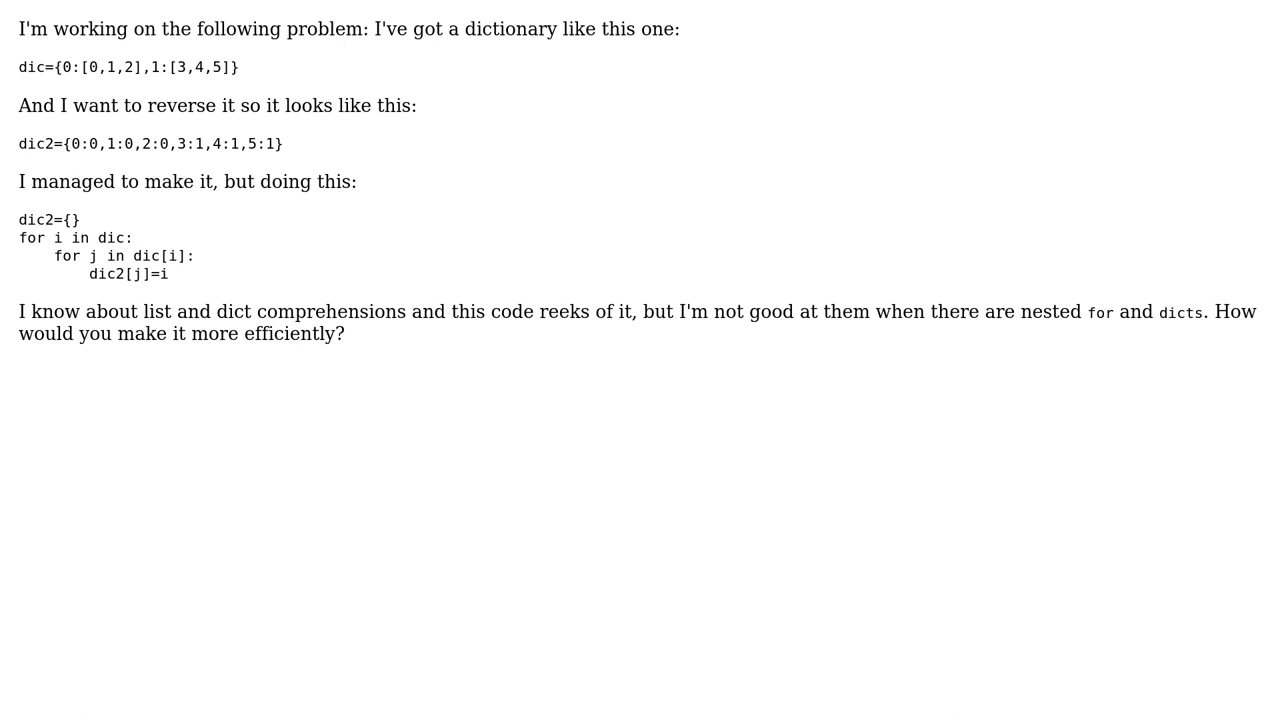 I'm working on the following problem: I've got a dictionary like this one:
dic={0:[0,1,2],1:[3,4,5]}
And I want to reverse it so it looks like this:
dic2={0:0,1:0,2:0,3:1,4:1,5:1}
I managed to make it, but doing this:
dic2={}
for i in dic:
    for j in dic[i]:
        dic2[j]=i
I know about list and dict comprehensions and this code reeks of it, but I'm not good at them when there are nested for and dicts. How
would you make it more efficiently?